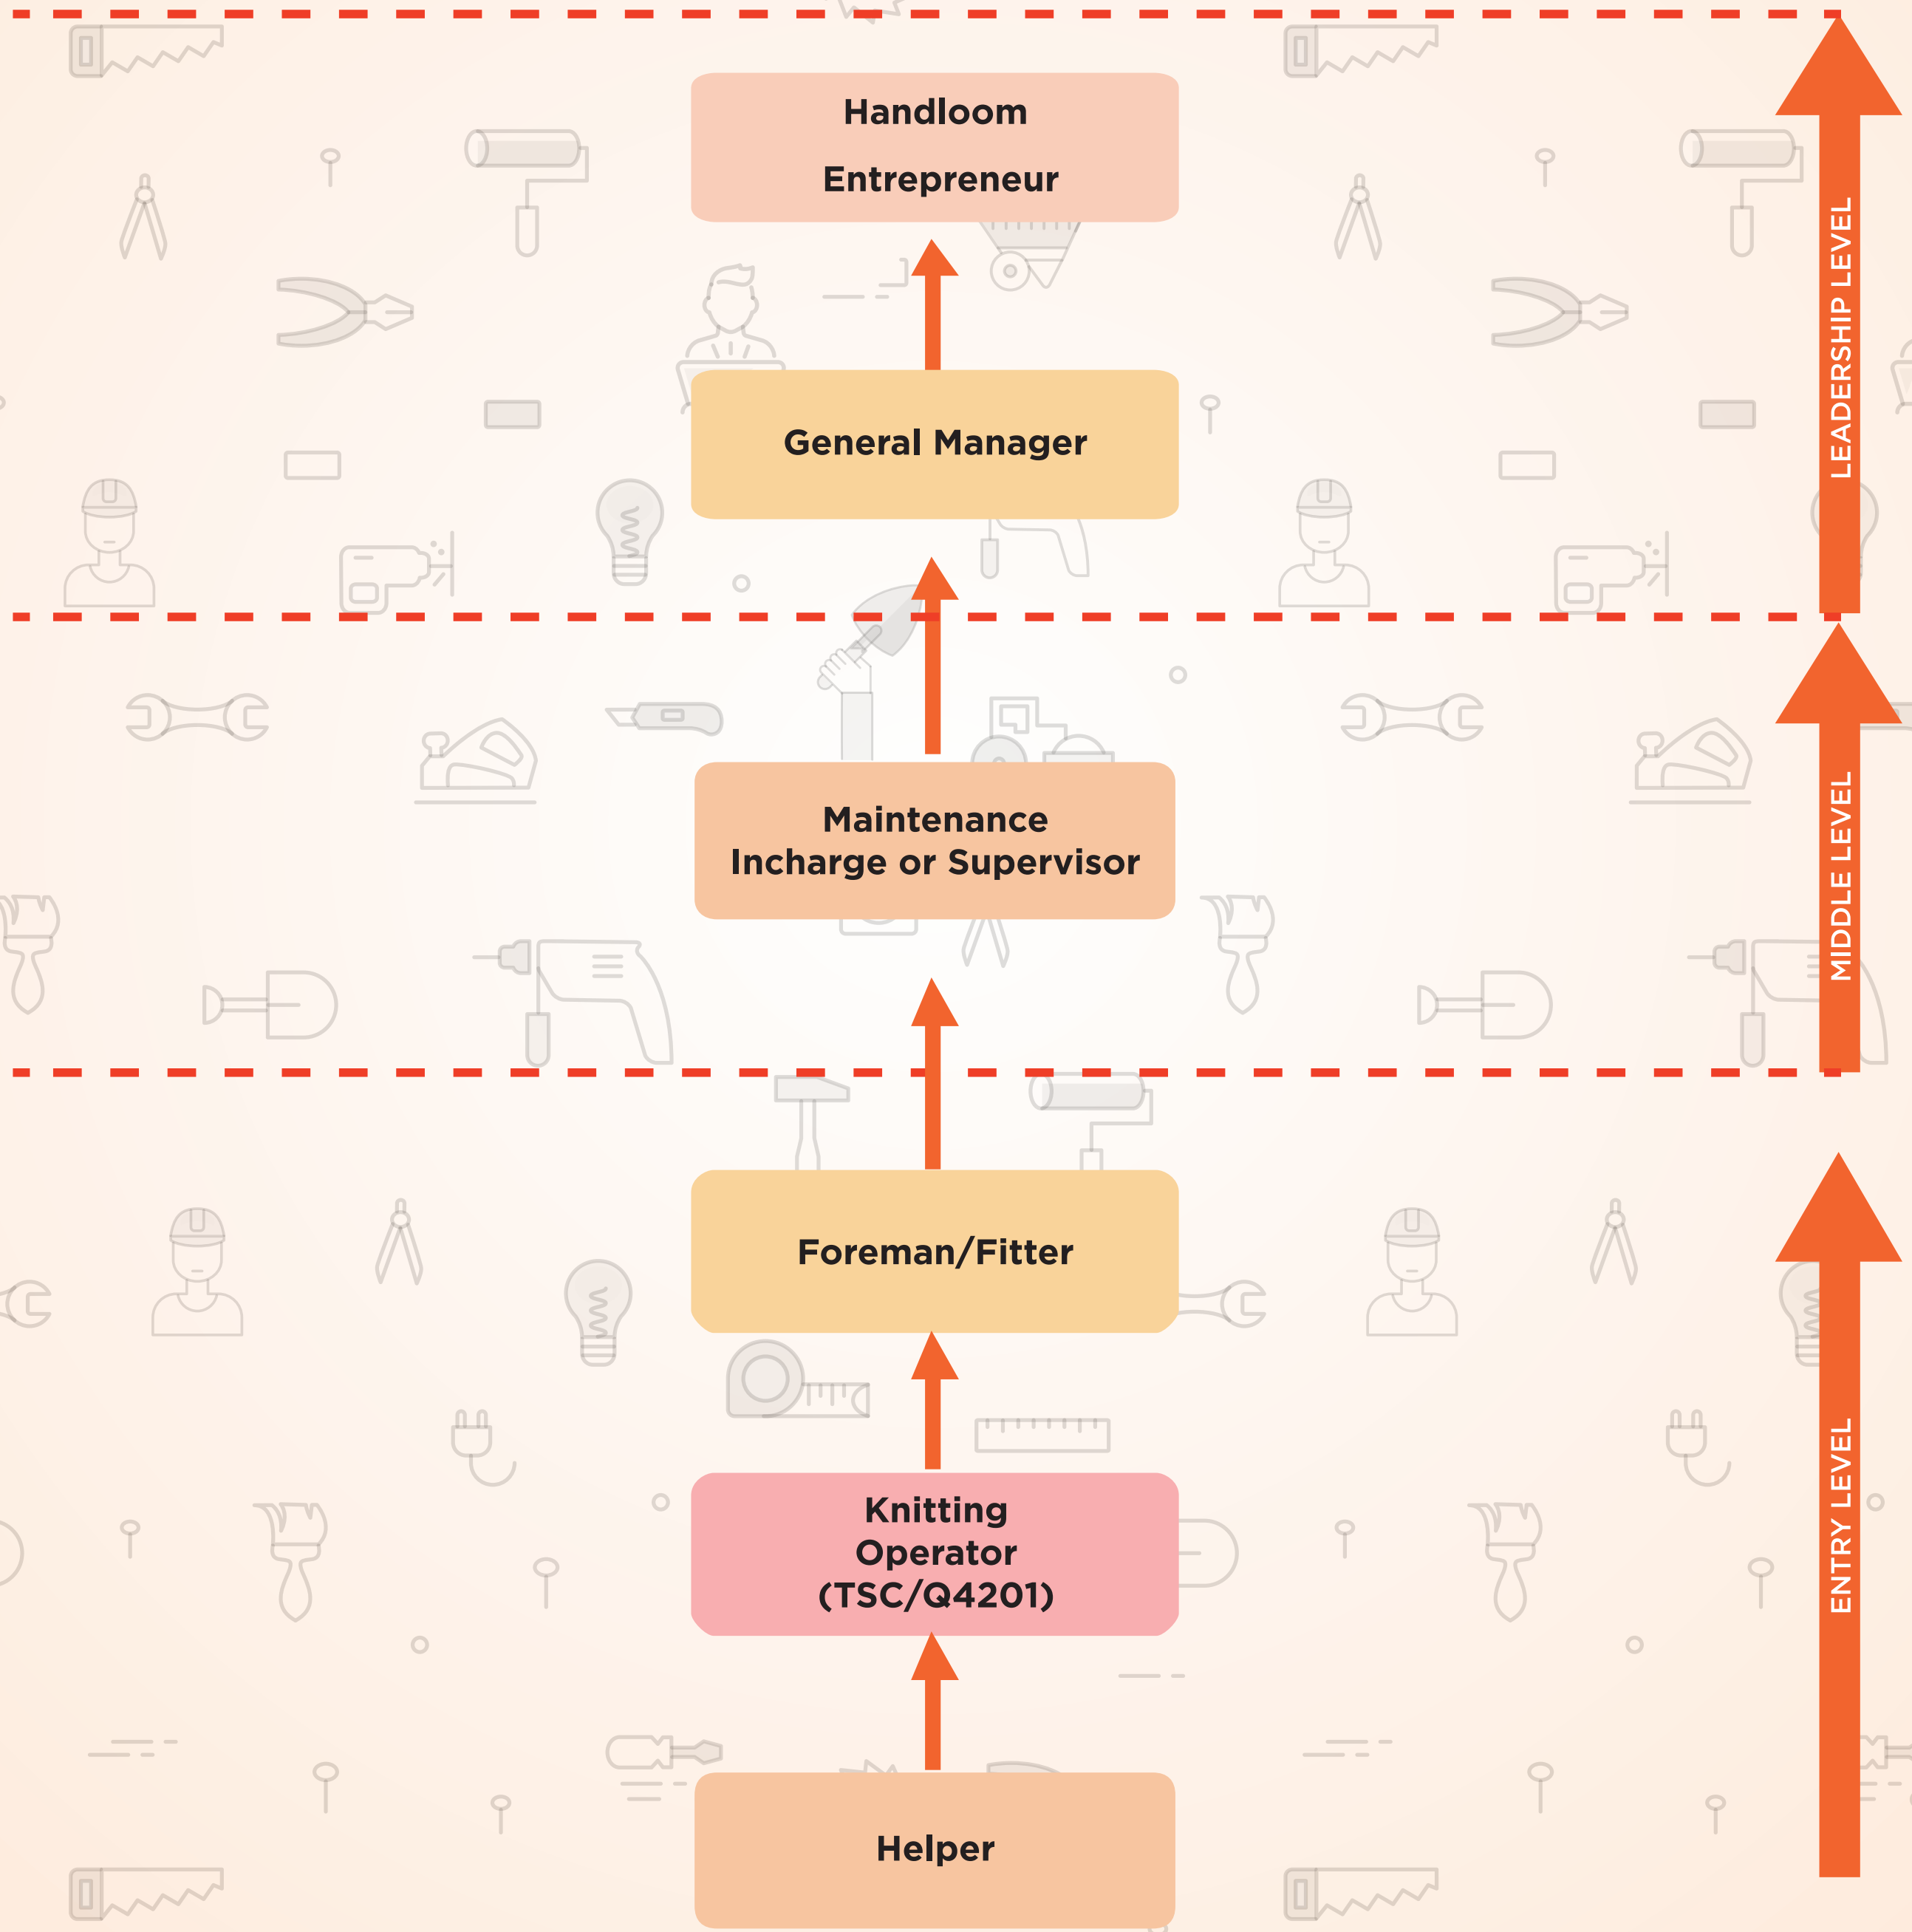 Handloom
Entrepreneur
LEADERSHIP LEVEL
General Manager
Maintenance
Incharge or Supervisor
MIDDLE LEVEL
Foreman/Fitter
Knitting
Operator
(TSC/Q4201)
ENTRY LEVEL
Helper